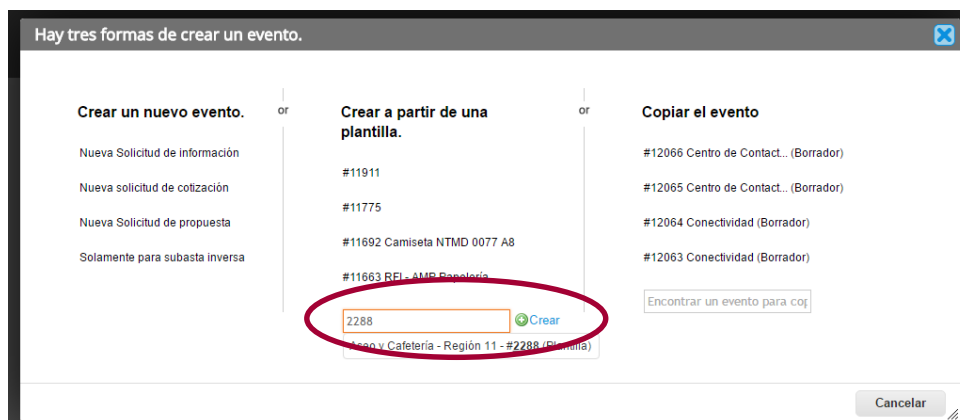 Hay tres formas de crear un evento.
Crear un nuevo evento.
Nueva Solicitud de información
Nueva solicitud de cotización
Nueva Solicitud de propuesta
Solamente para subasta inversa
or
Crear a partir de una
plantilla.
#11911
#11775
#11692 Camiseta NTMD 0077 A8
#11663 RFI - AMP Papelería
2288
Crear
Aseo y Cafetería - Región 11 - #2288 (Plantilla)
or
Copiar el evento
#12066 Centro de Contact... (Borrador)
#12065 Centro de Contact... (Borrador)
#12064 Conectividad (Borrador)
#12063 Conectividad (Borrador)
Encontrar un evento para cop
Cancelar